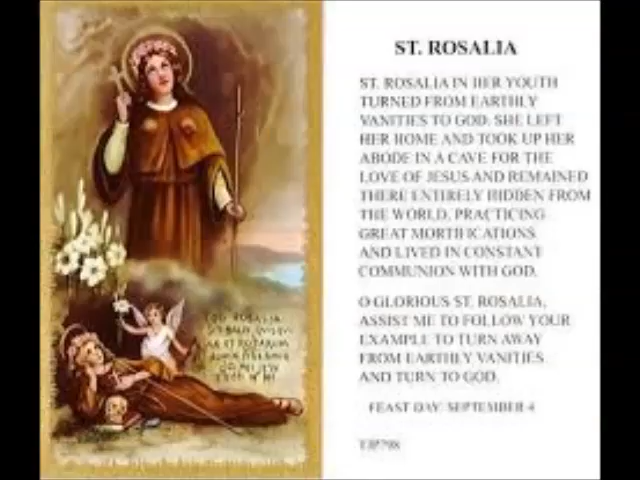 ST. ROSALIA
ST. ROSALIA IN HER YOUTH
TURNED FROM EARTHLY
VANITIES TO GOD. SHE LEFT
HER HOME AND TOOK UP HER
ABODE IN A CAVE FOR THE
LOVE OF JESUS AND REMAINED
THERE ENTIRELY HIDDEN FROM
THE WORLD, PRACTICING
GREAT MORTIFICATIONS
AND LIVED IN CONSTANT
COMMUNION WITH GOD.
O GLORIOUS ST. ROSALIA,
ASSIST ME TO FOLLOW YOUR
EXAMPLE TO TURN AWAY
FROM EARTHLY VANITIES
AND TURN TO GOD.
FEAST DAY: SEPTEMBER 4
EGO ROSALIA